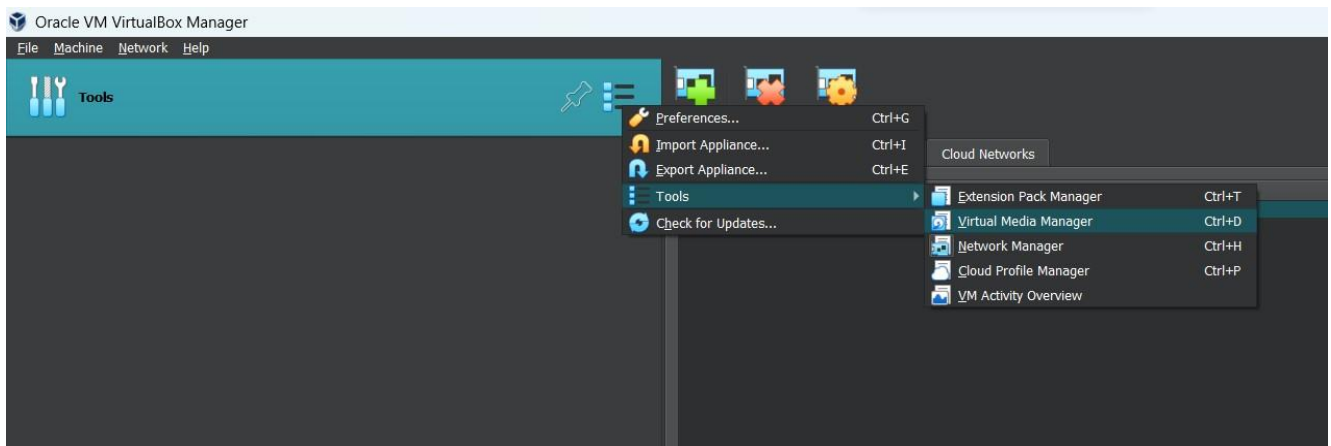 Oracle VM VirtualBox Manager
File Machine Network Help
Tools
Preferences... Ctrl+G
Import Appliance... Ctrl+I
Export Appliance... Ctrl+E
Tools
Check for Updates...
Cloud Networks
Extension Pack Manager Ctrl+T
Virtual Media Manager Ctrl+D
Network Manager Ctrl+H
Cloud Profile Manager Ctrl+P
VM Activity Overview